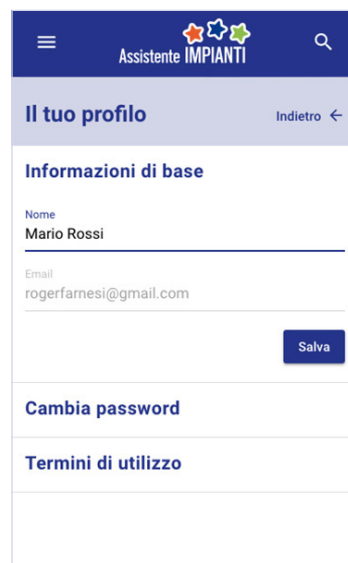 Assistente IMPIANTI
Il tuo profilo
Indietro ←
Informazioni di base
Nome
Mario Rossi
Email
rogerfarnesi@gmail.com
Salva
Cambia password
Termini di utilizzo